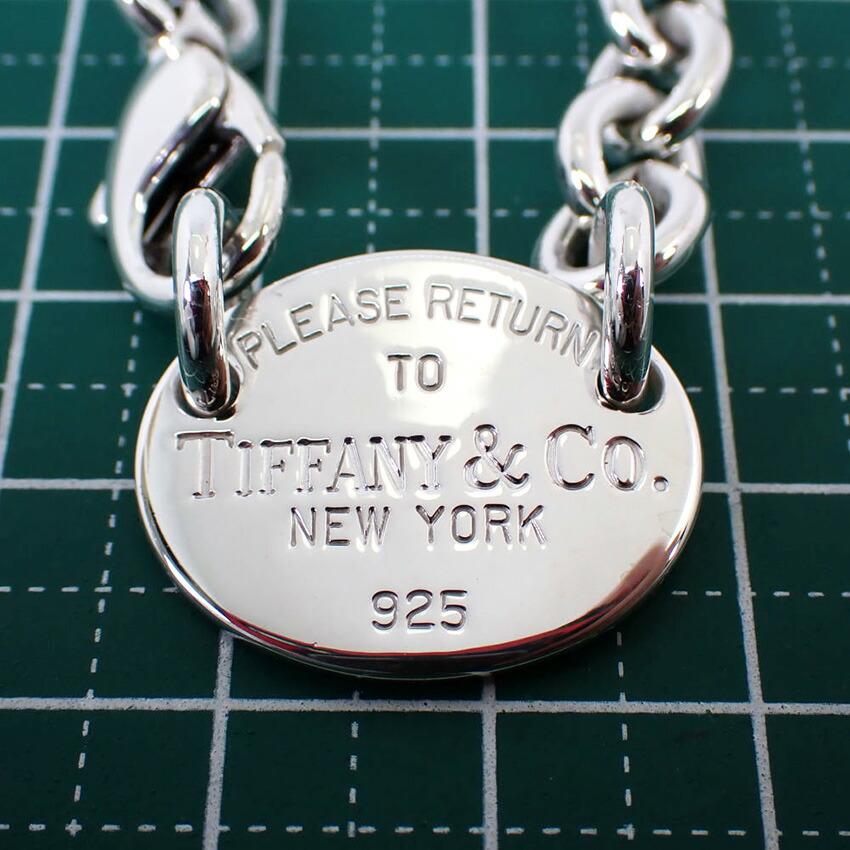 PLEASE RETURN
TO
TIFFANY & CO.
NEW YORK
925